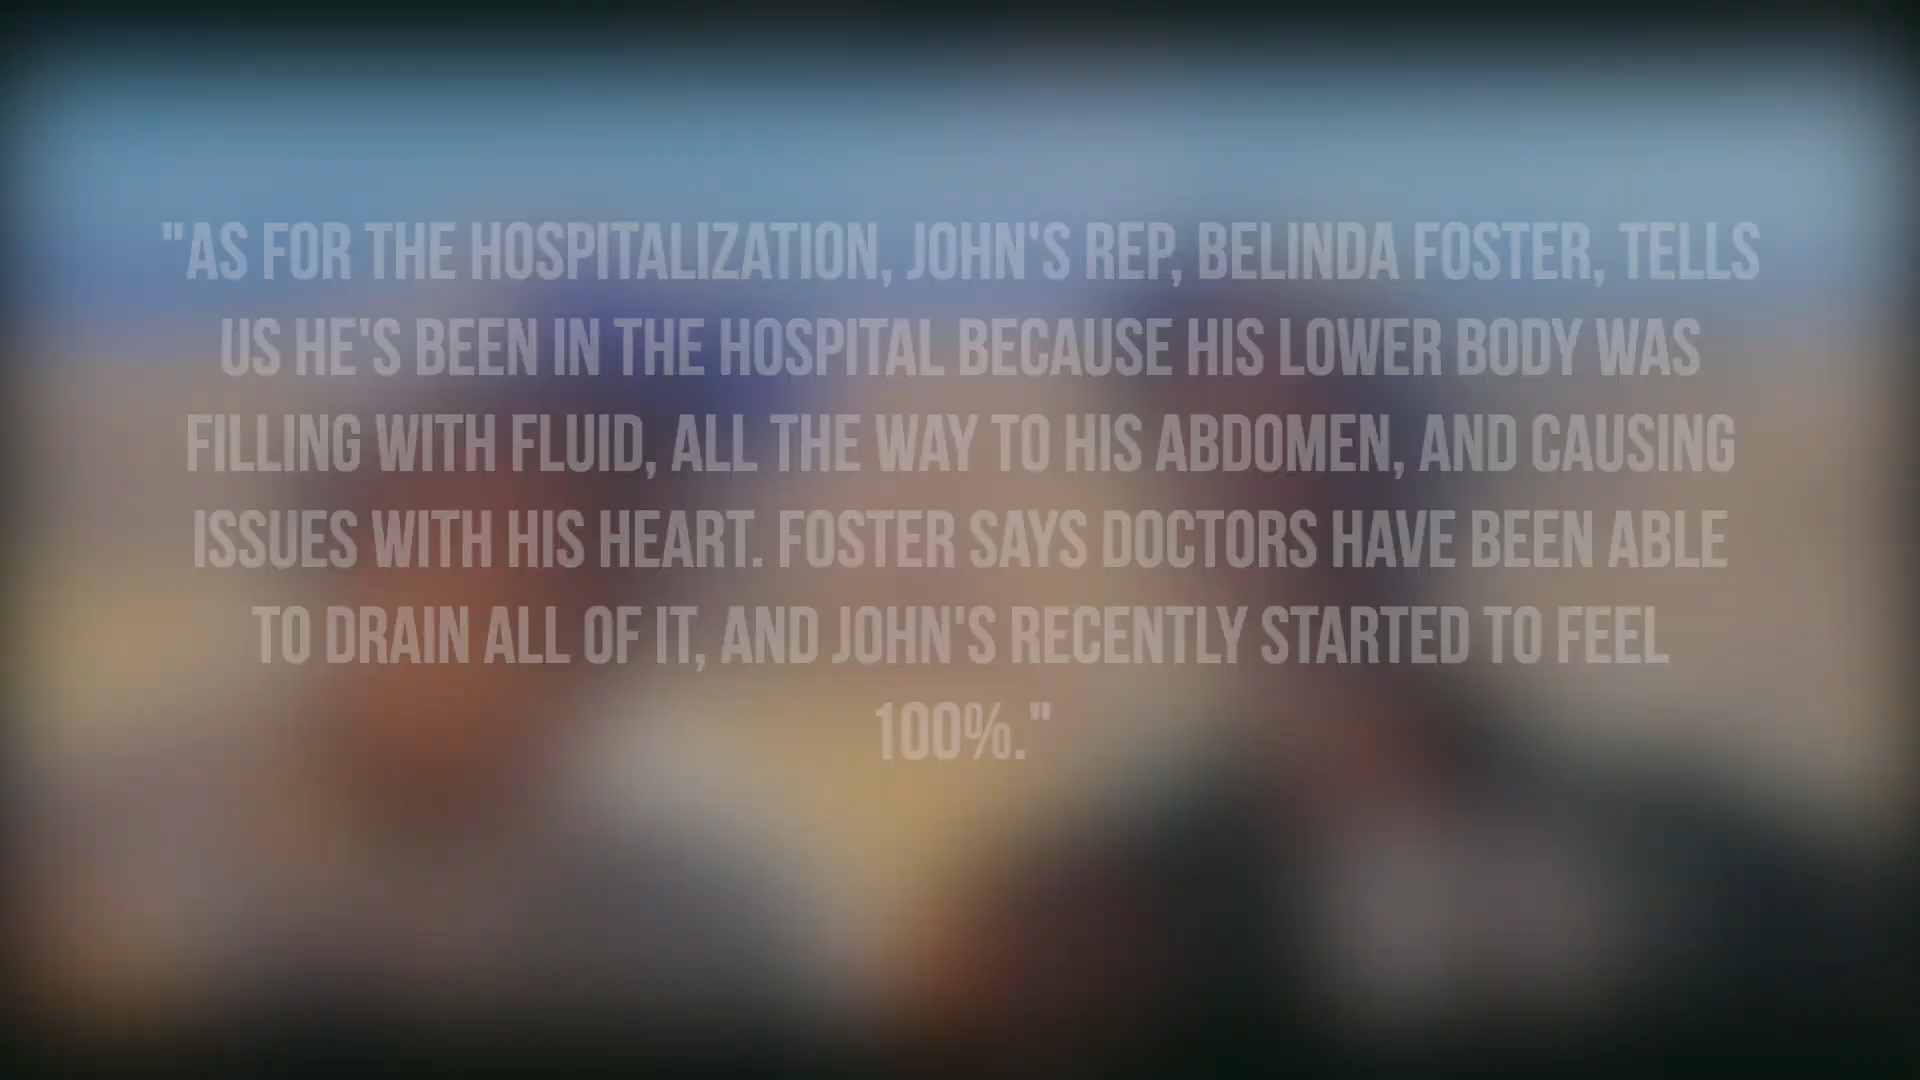 "AS FOR THE HOSPITALIZATION, JOHN'S REP, BELINDA FOSTER, TELLS
US HE'S BEEN IN THE HOSPITAL BECAUSE HIS LOWER BODY WAS
FILLING WITH FLUID, ALL THE WAY TO HIS ABDOMEN, AND CAUSING
ISSUES WITH HIS HEART. FOSTER SAYS DOCTORS HAVE BEEN ABLE
TO DRAIN ALL OF IT, AND JOHN'S RECENTLY STARTED TO FEEL
100%."